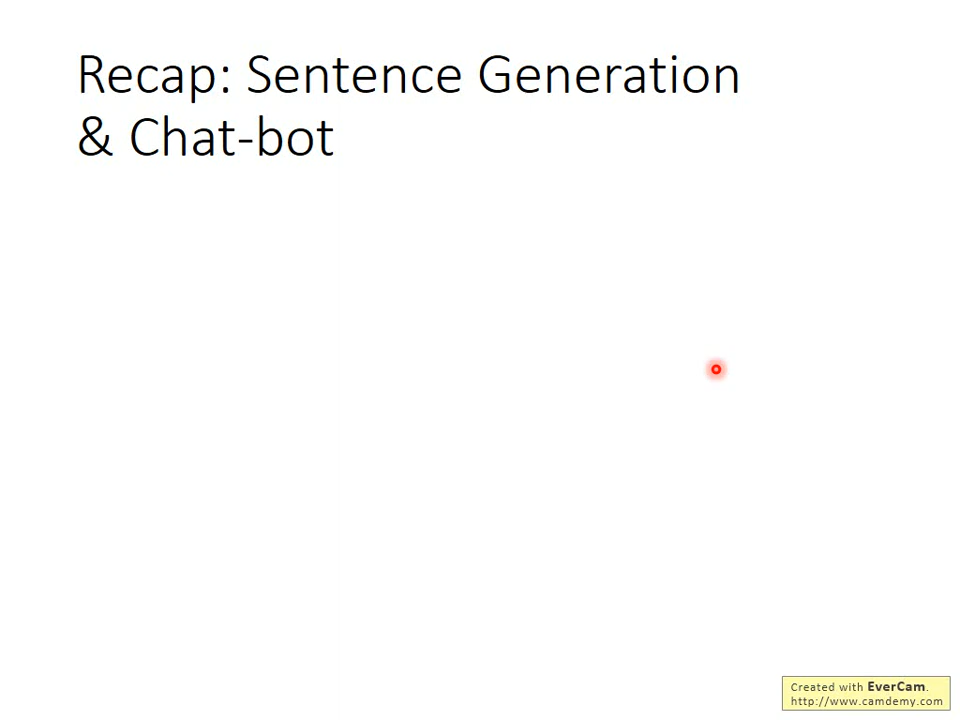 Recap: Sentence Generation
& Chat-bot
Created with EverCam.
http://www.camdemy.com